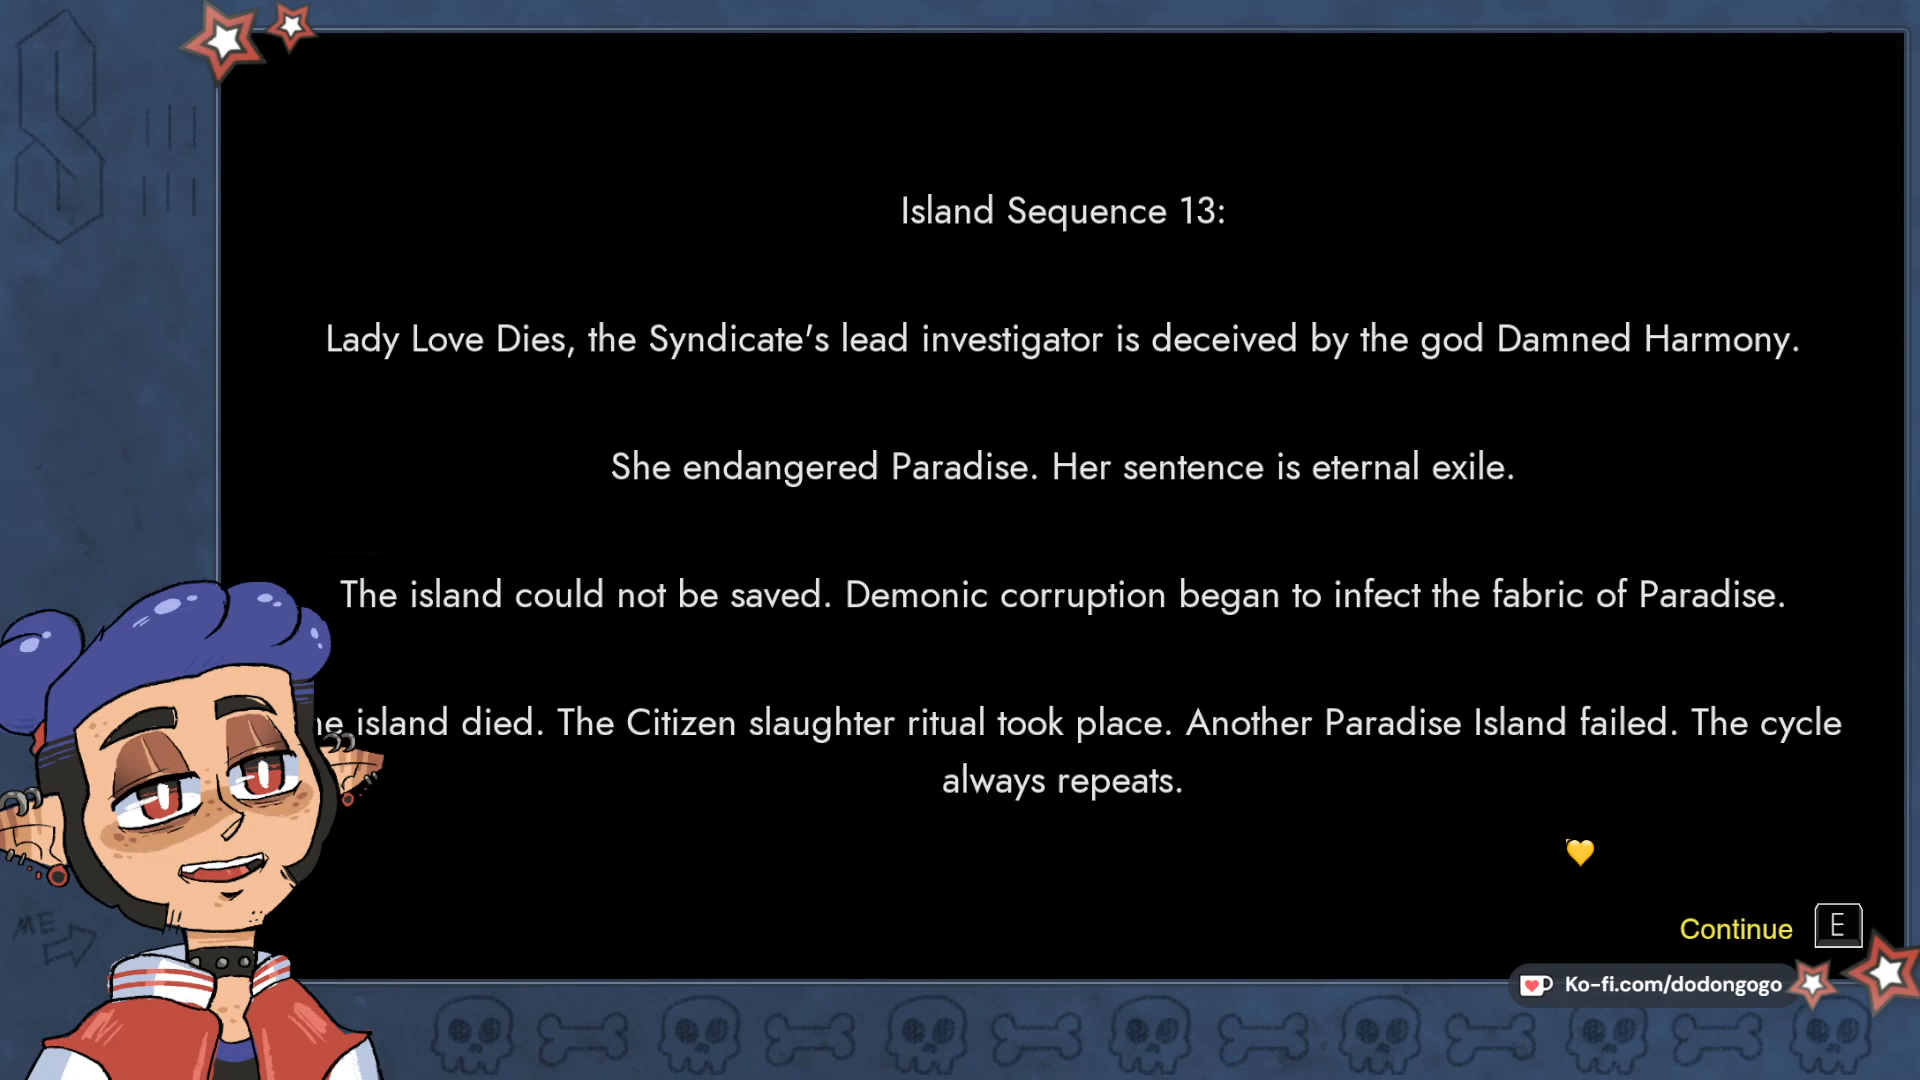 Island Sequence 13:
Lady Love Dies, the Syndicate's lead investigator is deceived by the god Damned Harmony.
She endangered Paradise. Her sentence is eternal exile.
The island could not be saved. Demonic corruption began to infect the fabric of Paradise.
island died. The Citizen slaughter ritual took place. Another Paradise Island failed. The cycle
always repeats.
Continue E
Ko-fi.com/dodongogo
ME